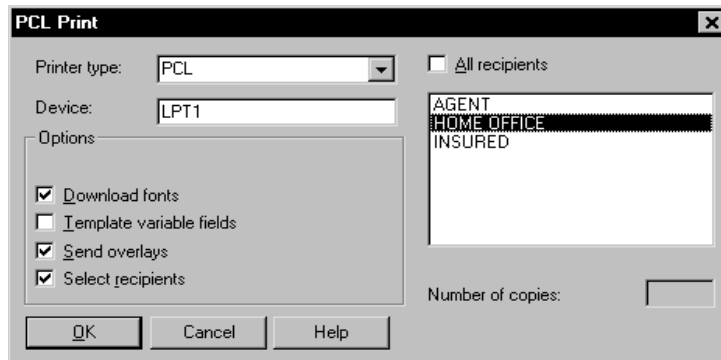 PCL Print
Printer type:
PCL
Device:
LPT1
Options
Download fonts
Template variable fields
Send overlays
Select recipients
OK
Cancel
Help
All recipients
AGENT
HOME OFFICE
INSURED
Number of copies: